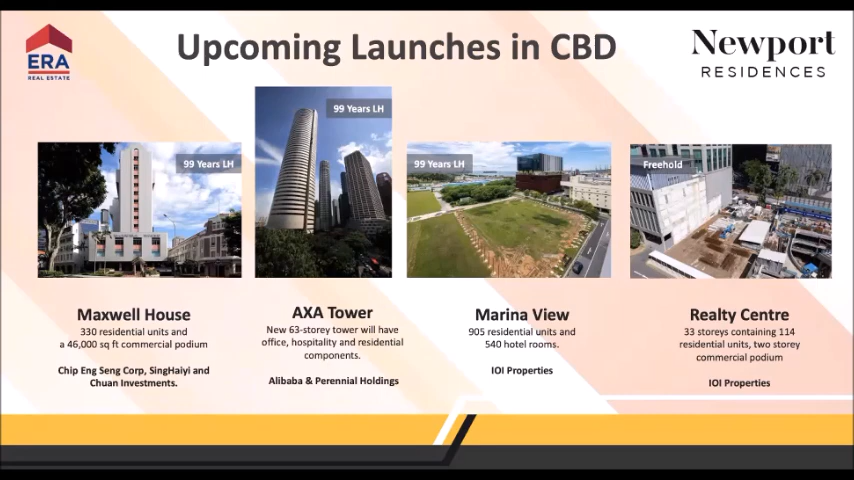 ERA
REAL ESTATE
Upcoming Launches in CBD
Newport
RESIDENCES
99 Years LH
99 Years LH
99 Years LH
Freehold
Maxwell House
330 residential units and
a 46,000 sq ft commercial podium
Chip Eng Seng Corp, SingHaiyi and
Chuan Investments.
AXA Tower
New 63-storey tower will have
office, hospitality and residential
components.
Alibaba & Perennial Holdings
Marina View
905 residential units and
540 hotel rooms.
IOI Properties
Realty Centre
33 storeys containing 114
residential units, two storey
commercial podium
IOI Properties